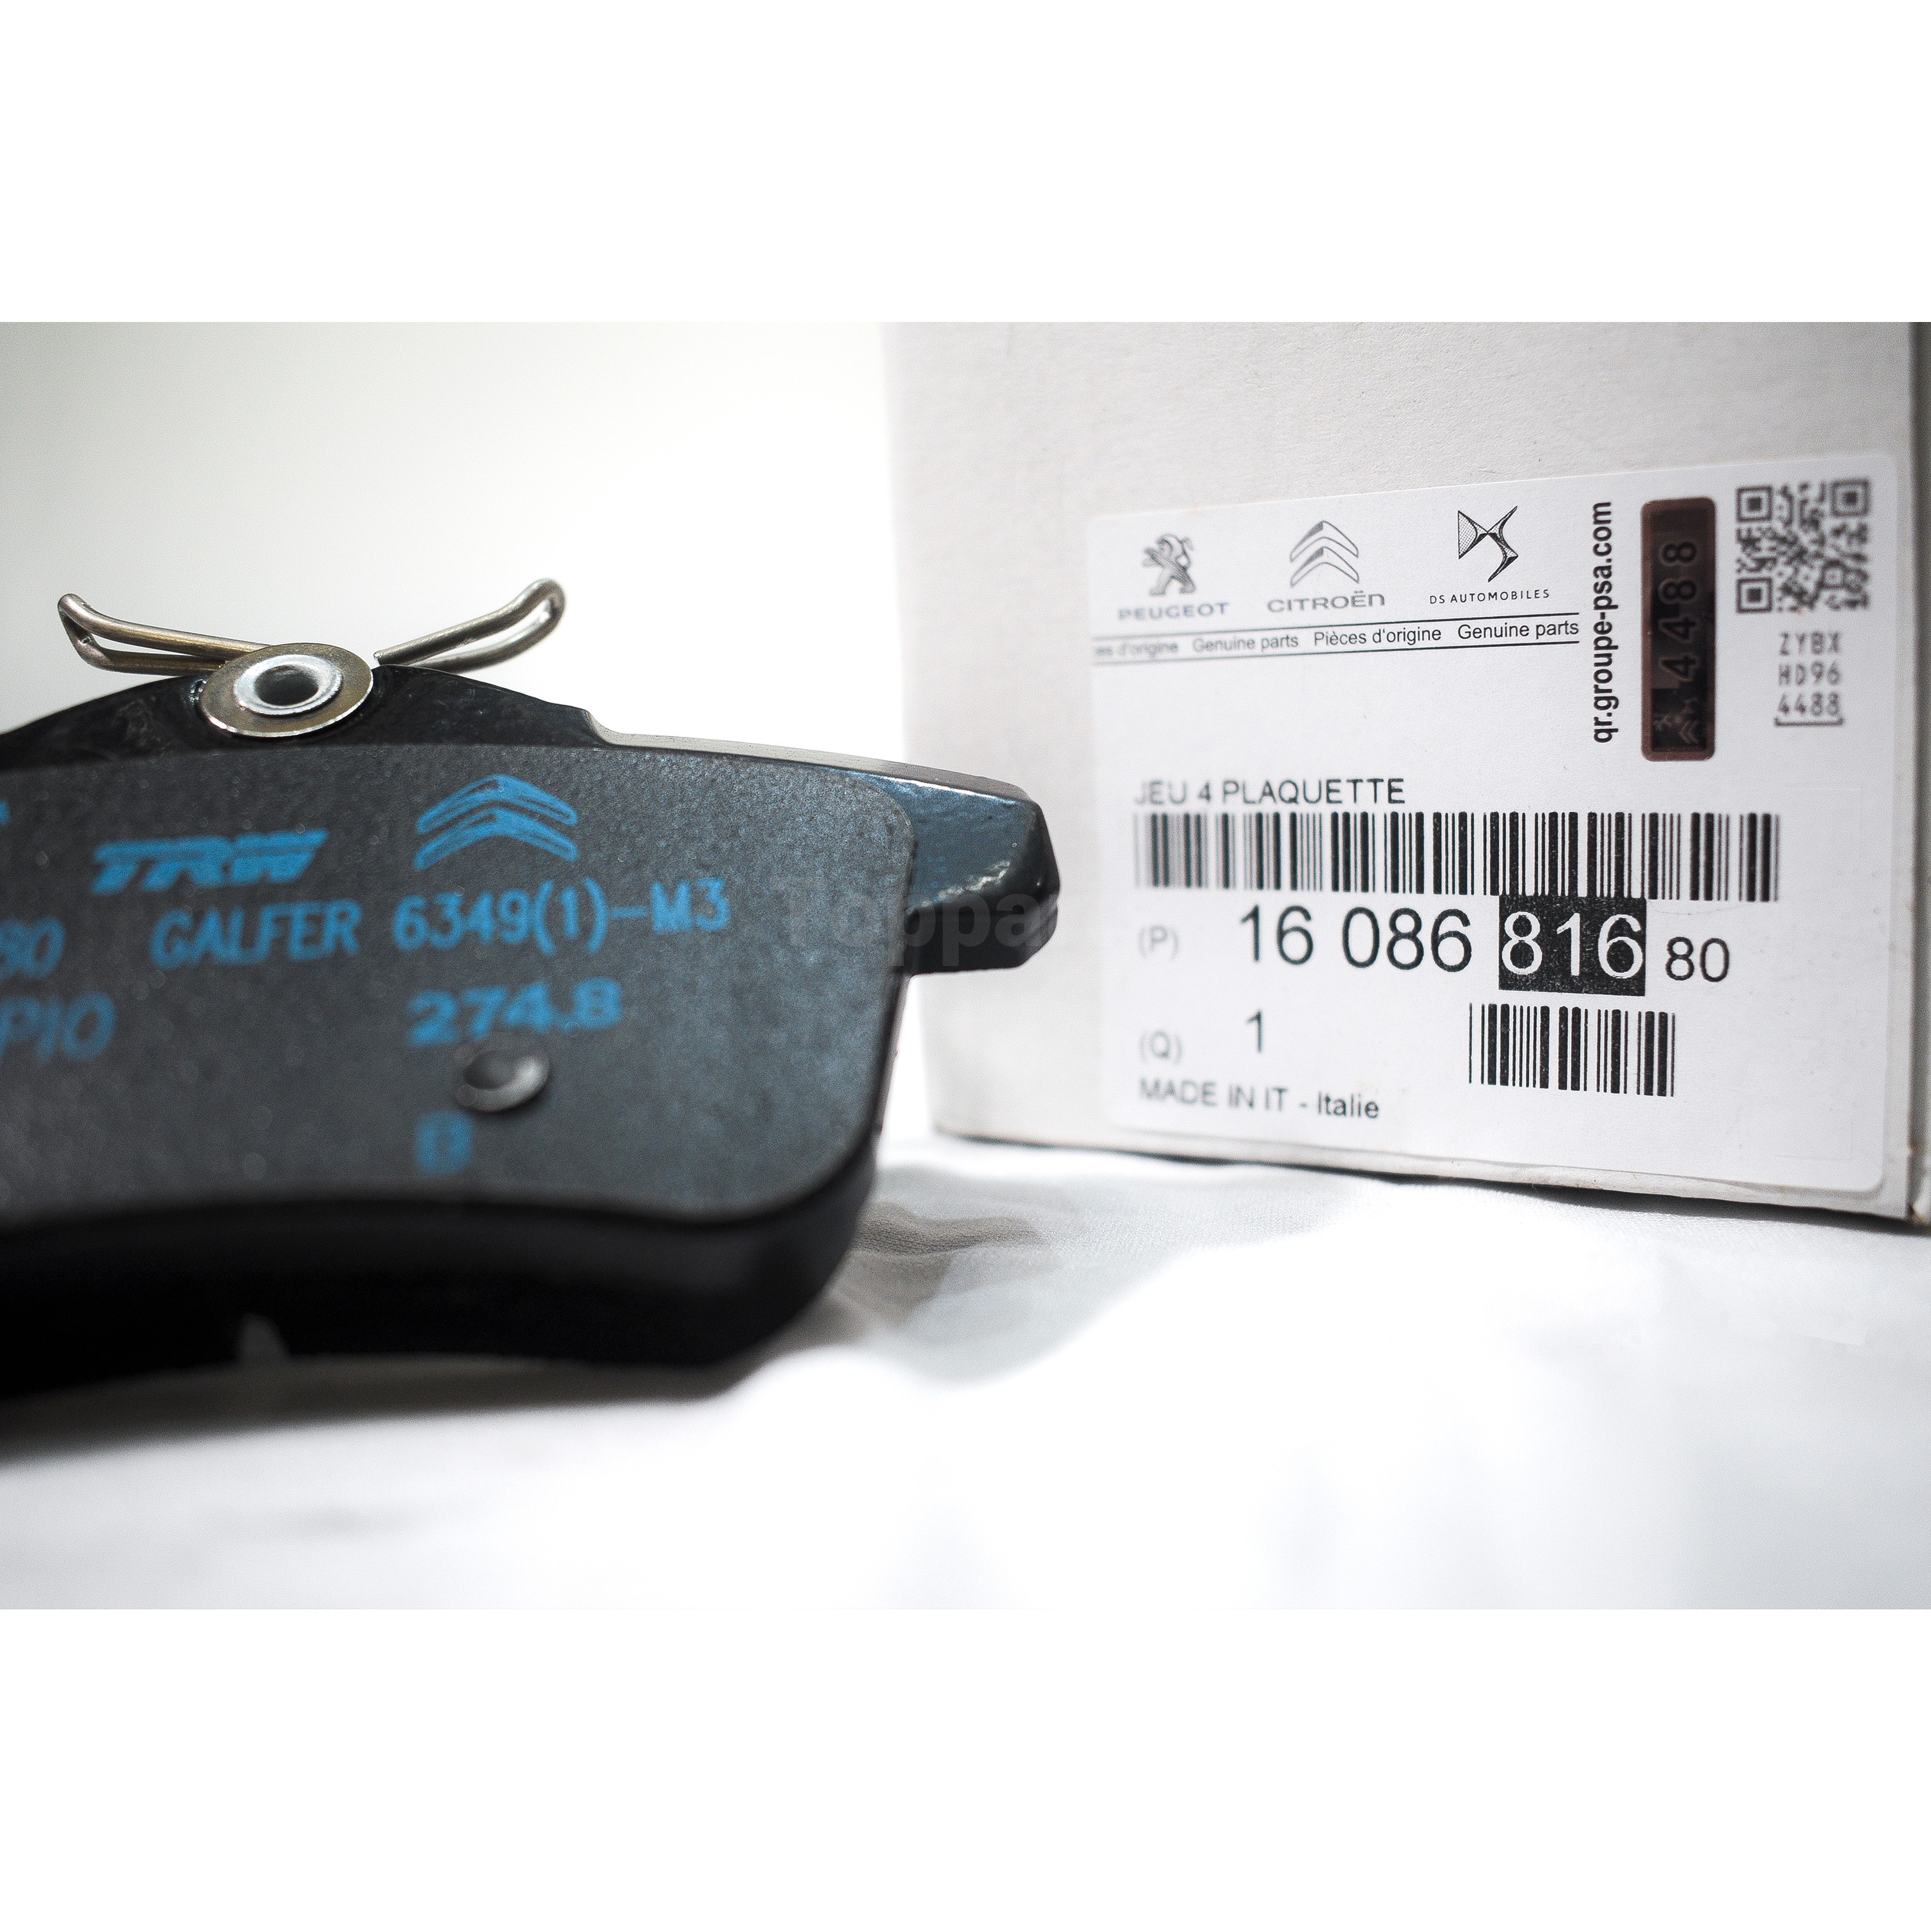 TRW
GALFER 6349(1)-M3
274.8
PEUGEOT
CITROËN
DS AUTOMOBILES
d'origine Genuine parts Pièces d'origine Genuine parts
qr.groupe-psa.com
4488
ZYBX
HD96
4488
JEU 4 PLAQUETTE
(P) 16 086 816 80
(Q) 1
MADE IN IT - Italie